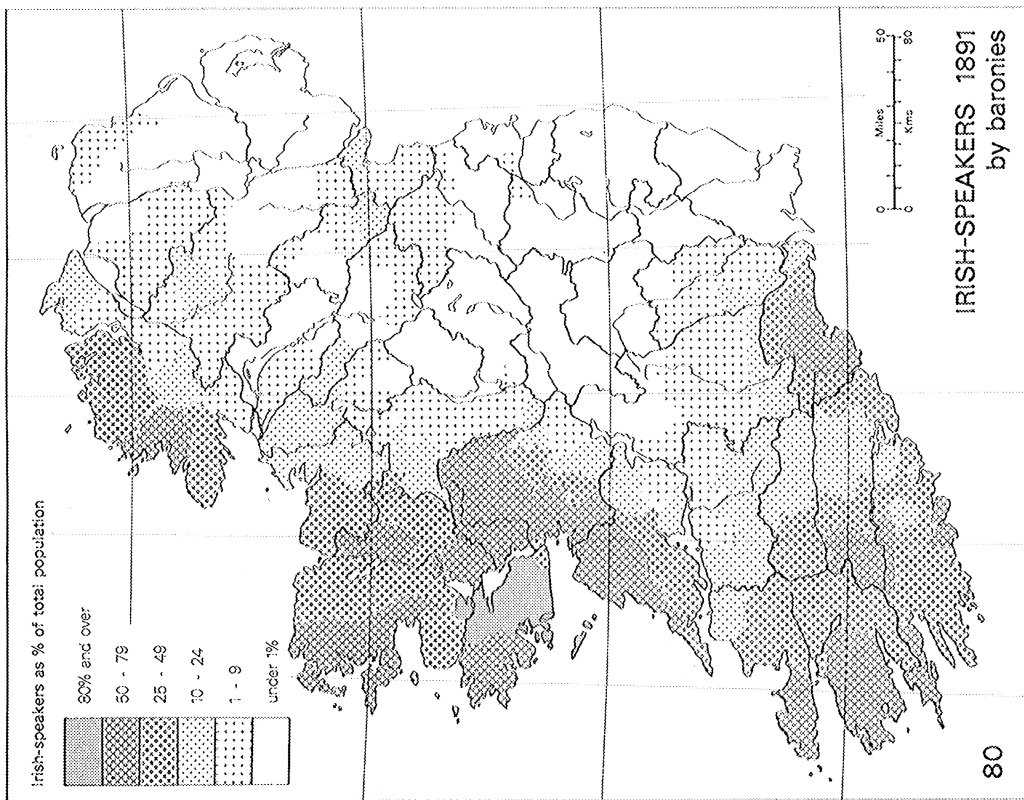 Irish-speakers as % of total population
80% and over
50 - 79
25 - 49
10 - 24
1 - 9
under 1%
50
80
Miles
Kms
0
0
IRISH-SPEAKERS 1891
by baronies
80